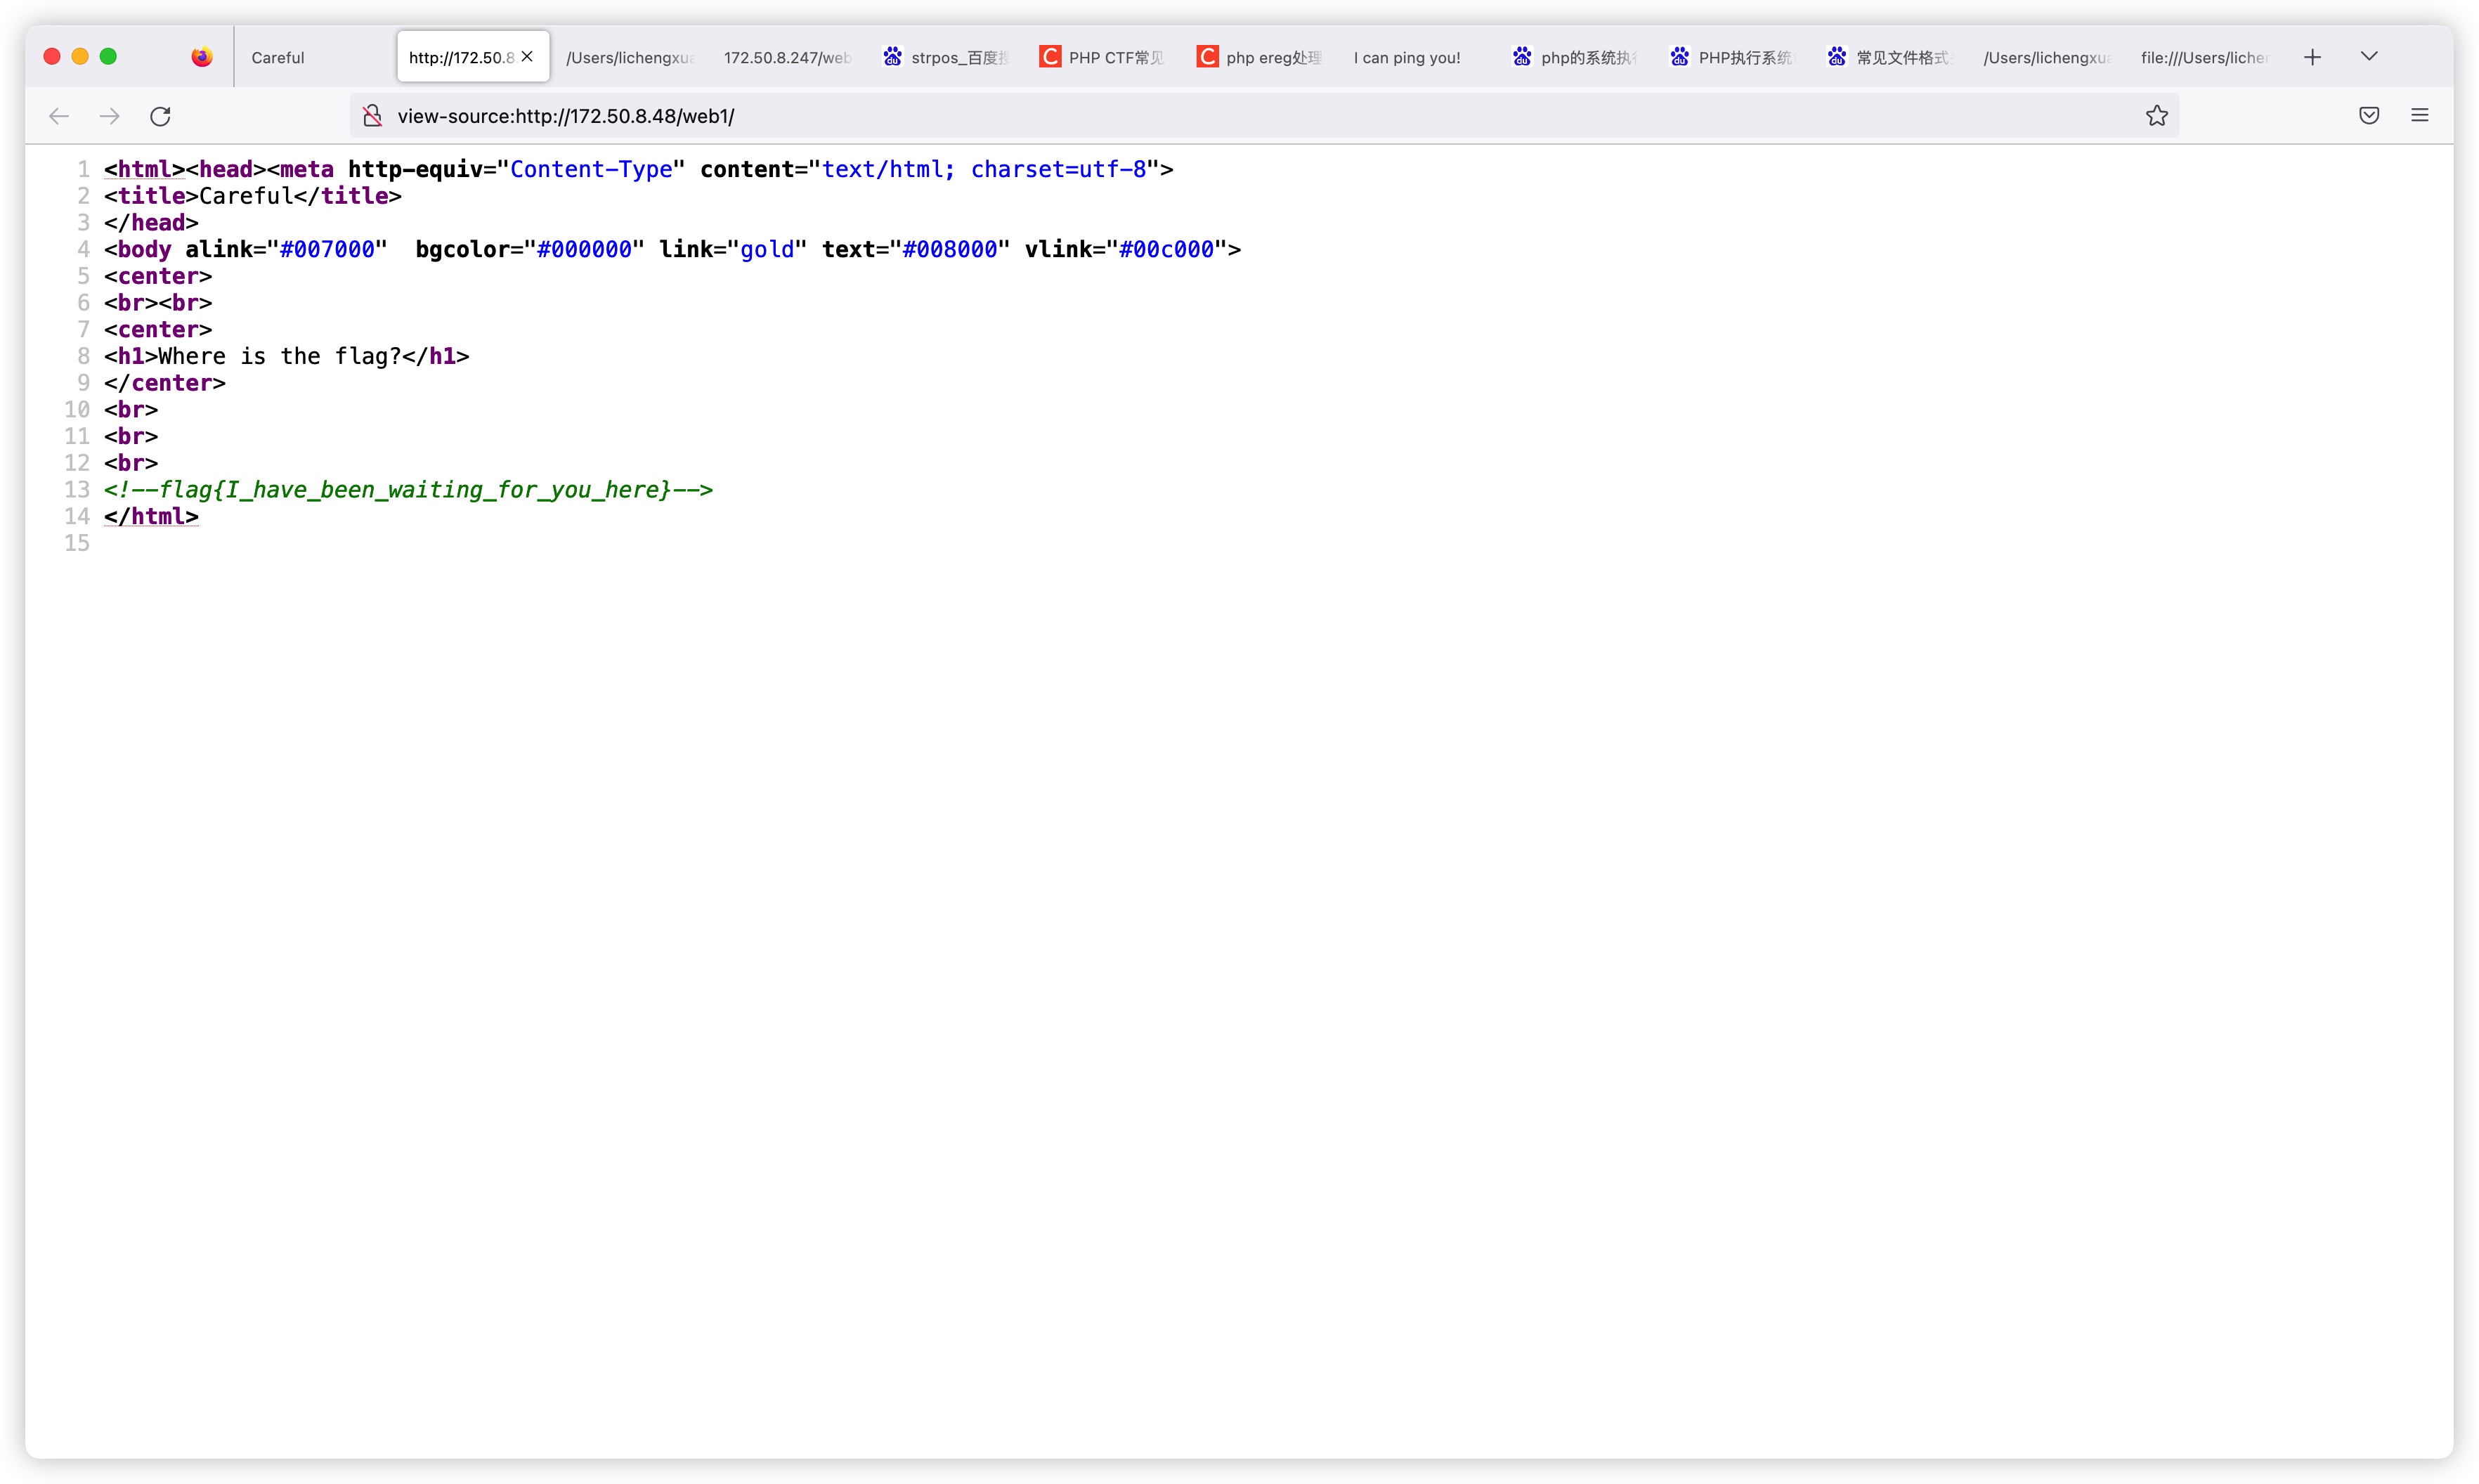 Careful
http://172.50.8
/Users/lichengxua
172.50.8.247/web
strpos_百度搜
PHP CTF常见
php ereg处理
I can ping you!
php的系统执行
PHP执行系统
常见文件格式
/Users/lichengxua
file:///Users/lichen
view-source:http://172.50.8.48/web1/
1 <html><head><meta http-equiv="Content-Type" content="text/html; charset=utf-8">
2 <title>Careful</title>
3 </head>
4 <body alink="#007000"  bgcolor="#000000" link="gold" text="#008000" vlink="#00c000">
5 <center>
6 <br><br>
7 <center>
8 <h1>Where is the flag?</h1>
9 </center>
10 <br>
11 <br>
12 <br>
13 <!--flag{I_have_been_waiting_for_you_here}-->
14 </html>
15